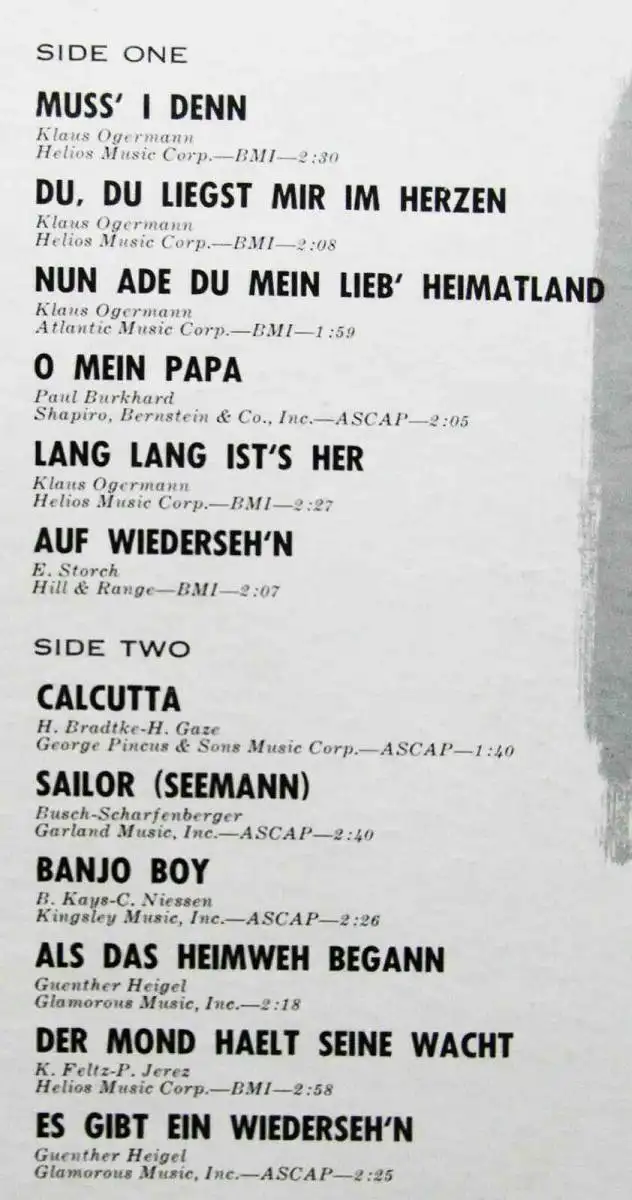 SIDE ONE
MUSS' I DENN
Klaus Ogermann
Helios Music Corp.—BMI—2:30
DU, DU LIEGST MIR IM HERZEN
Klaus Ogermann
Helios Music Corp.—BMI—2:08
NUN ADE DU MEIN LIEB' HEIMATLAND
Klaus Ogermann
Atlantic Music Corp.—BMI—1:59
O MEIN PAPA
Paul Burkhard
Shapiro, Bernstein & Co., Inc.—ASCAP—2:05
LANG LANG IST'S HER
Klaus Ogermann
Helios Music Corp.—BMI—2:27
AUF WIEDERSEH'N
E. Storch
Hill & Range—BMI—2:07
SIDE TWO
CALCUTTA
H. Bradtke-H. Gaze
George Pincus & Sons Music Corp.—ASCAP—1:40
SAILOR (SEEMANN)
Busch-Scharfenberger
Garland Music, Inc.—ASCAP—2:40
BANJO BOY
B. Kays-C. Niessen
Kingsley Music, Inc.—ASCAP—2:26
ALS DAS HEIMWEH BEGANN
Guenther Heigel
Glamorous Music, Inc.—2:18
DER MOND HAELT SEINE WACHT
K. Feltz-P. Jerez
Helios Music Corp.—BMI—2:58
ES GIBT EIN WIEDERSEH'N
Guenther Heigel
Glamorous Music, Inc.—ASCAP—2:25